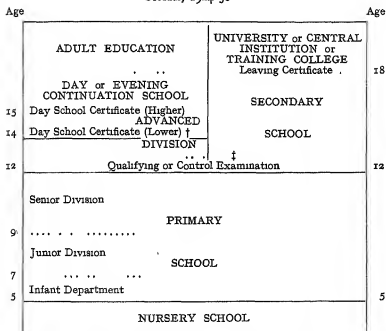 Age
Age
ADULT EDUCATION
UNIVERSITY or CENTRAL
INSTITUTION or
TRAINING COLLEGE
Leaving Certificate .
18
DAY or EVENING
CONTINUATION SCHOOL
SECONDARY
15 Day School Certificate (Higher)
ADVANCED
14 Day School Certificate (Lower) †
SCHOOL
DIVISION
‡
12 Qualifying or Control Examination 12
Senior Division
PRIMARY
9
Junior Division
SCHOOL
7
Infant Department
5 5
NURSERY SCHOOL